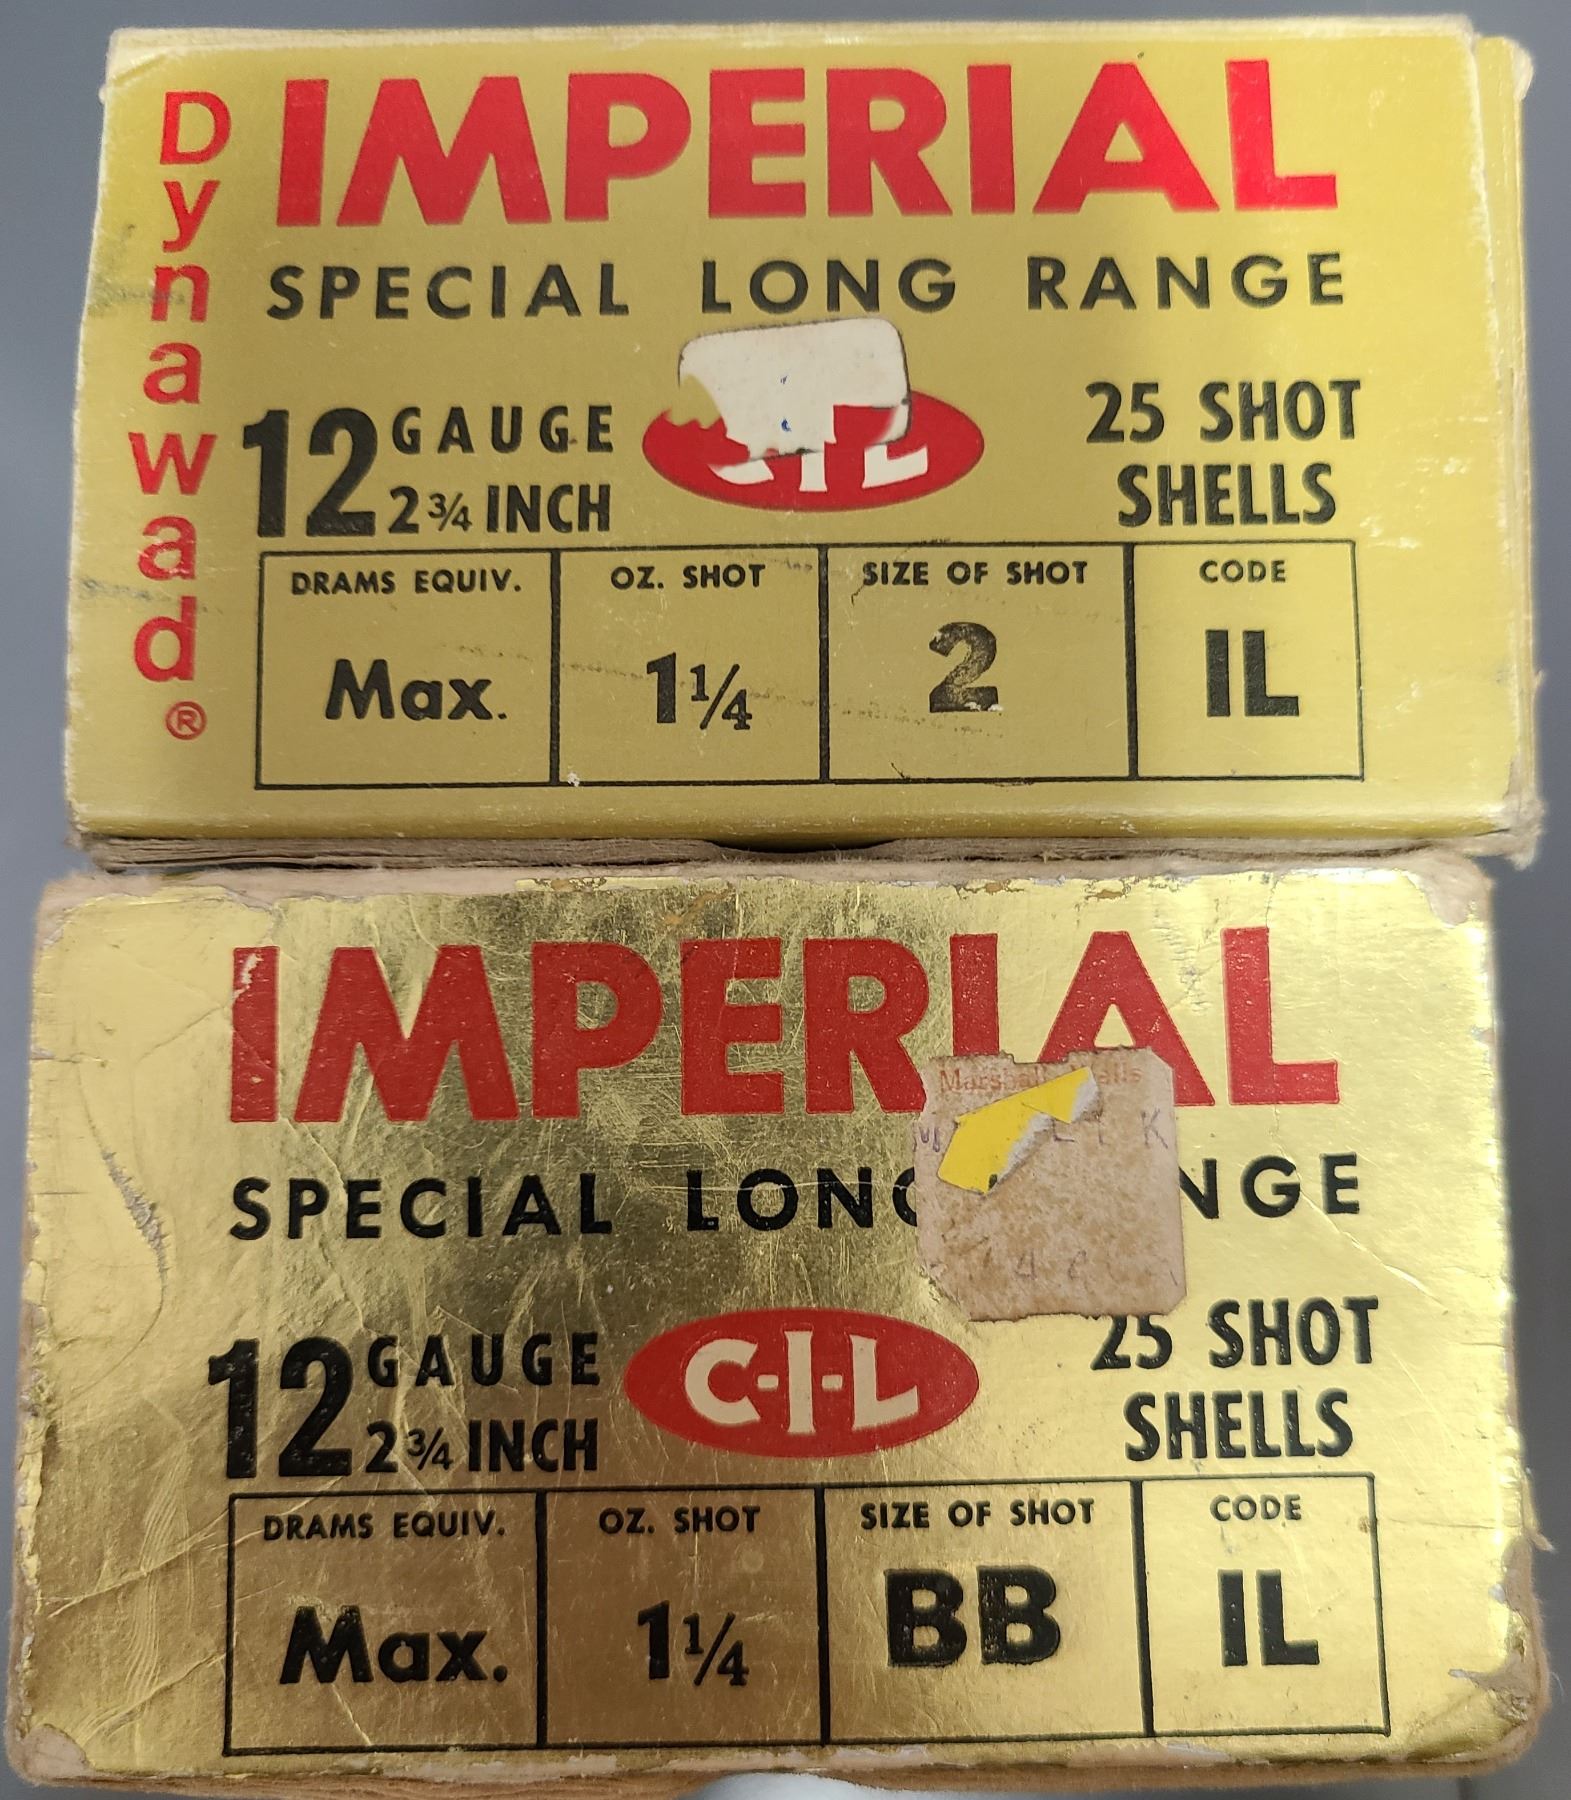 Dynawad®
IMPERIAL
SPECIAL LONG RANGE
12 GAUGE
2¾ INCH
25 SHOT
SHELLS
DRAMS EQUIV. OZ. SHOT SIZE OF SHOT CODE
Max. 1¼ 2 IL
IMPERIAL
SPECIAL LONG
12 GAUGE
2¾ INCH
C-I-L
25 SHOT
SHELLS
DRAMS EQUIV. OZ. SHOT SIZE OF SHOT CODE
Max. 1¼ BB IL